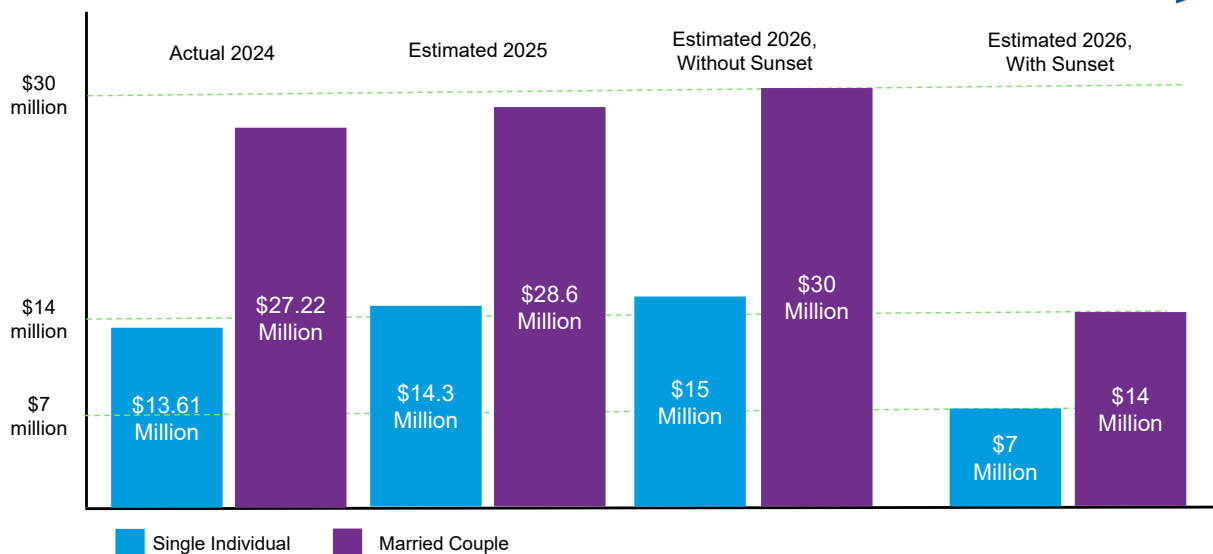 Actual 2024
Estimated 2025
Estimated 2026,
Without Sunset
Estimated 2026,
With Sunset
$30
million
$14
million
$7
million
$13.61
Million
$27.22
Million
$14.3
Million
$28.6
Million
$15
Million
$30
Million
$7
Million
$14
Million
Single Individual
Married Couple